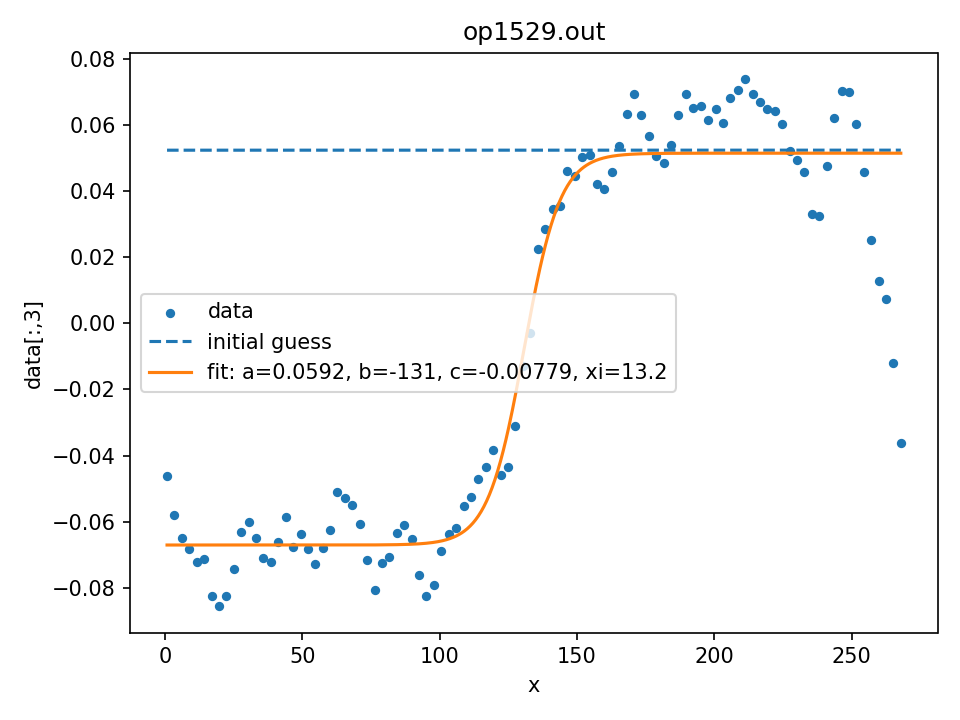 op1529.out
0.08
0.06
0.04
0.02
0.00
−0.02
−0.04
−0.06
−0.08
data[:,3]
data
initial guess
fit: a=0.0592, b=-131, c=-0.00779, xi=13.2
0 50 100 150 200 250
x